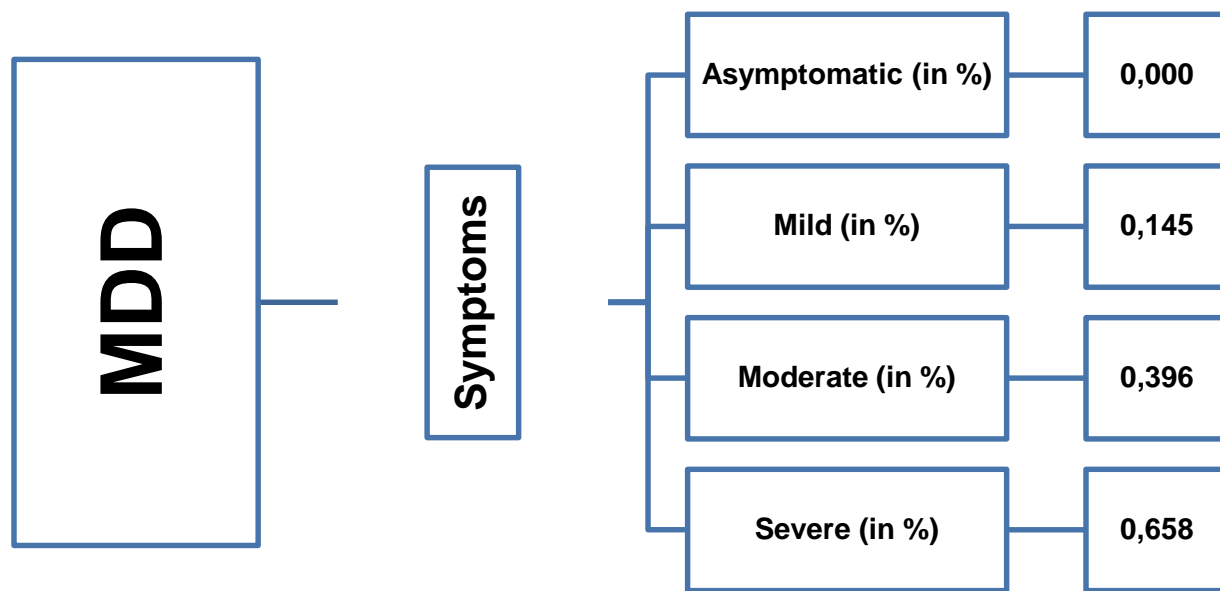 MDD
Symptoms
Asymptomatic (in %)
0,000
Mild (in %)
0,145
Moderate (in %)
0,396
Severe (in %)
0,658